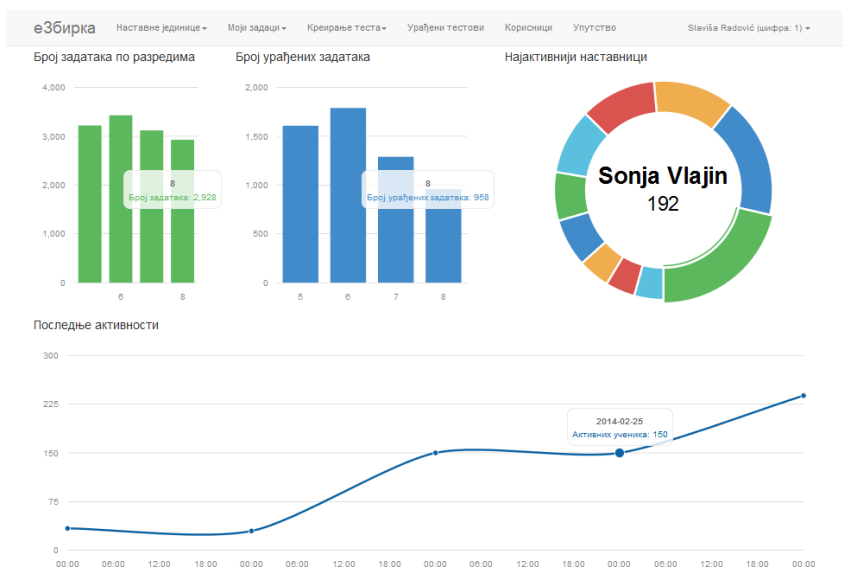 еЗбирка Наставне јединице Моји задаци Креирање теста Урађени тестови Корисници Упутство Slaviša Radović (шифра: 1)
Број задатака по разредима
4,000
3,000
2,000
1,000
0
6 8
8
Број задатака: 2,928
Број урађених задатака
2,000
1,500
1,000
500
0
5 6 7 8
8
Број урађених задатака: 958
Најактивнији наставници
Sonja Vlajin
192
Последње активности
300
225
150
75
0
2014-02-25
Активних ученика: 150
00:00 06:00 12:00 18:00 00:00 06:00 12:00 18:00 00:00 06:00 12:00 18:00 00:00 06:00 12:00 18:00 00:00